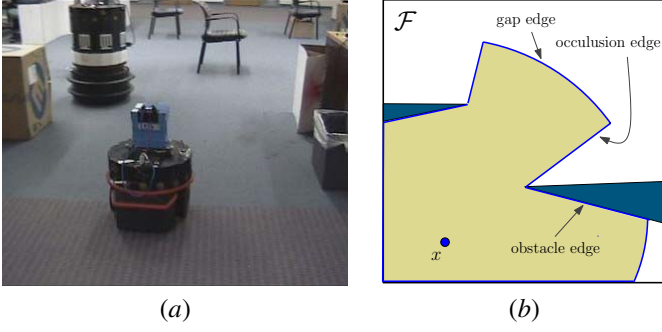 F
gap edge
occulusion edge
obstacle edge
x
(a)
(b)